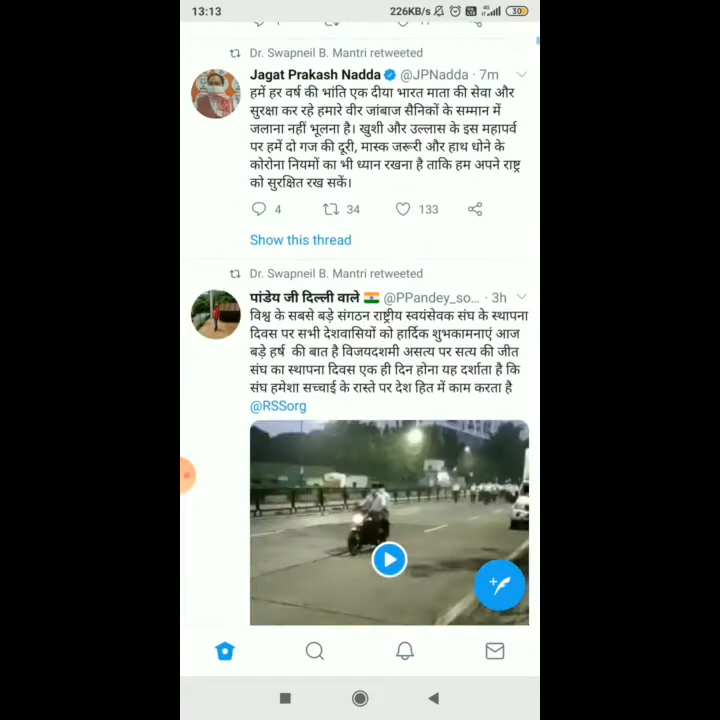 13:13 226KB/s 30
Dr. Swapneil B. Mantri retweeted
Jagat Prakash Nadda @JPNadda · 7m
हमें हर वर्ष की भांति एक दीया भारत माता की सेवा और
सुरक्षा कर रहे हमारे वीर जांबाज सैनिकों के सम्मान में
जलाना नहीं भूलना है। खुशी और उल्लास के इस महापर्व
पर हमें दो गज की दूरी, मास्क जरूरी और हाथ धोने के
कोरोना नियमों का भी ध्यान रखना है ताकि हम अपने राष्ट्र
को सुरक्षित रख सकें।
4 34 133
Show this thread
Dr. Swapneil B. Mantri retweeted
पांडेय जी दिल्ली वाले @PPandey_so... · 3h
विश्व के सबसे बड़े संगठन राष्ट्रीय स्वयंसेवक संघ के स्थापना
दिवस पर सभी देशवासियों को हार्दिक शुभकामनाएं आज
बड़े हर्ष की बात है विजयदशमी असत्य पर सत्य की जीत
संघ का स्थापना दिवस एक ही दिन होना यह दर्शाता है कि
संघ हमेशा सच्चाई के रास्ते पर देश हित में काम करता है
@RSSorg